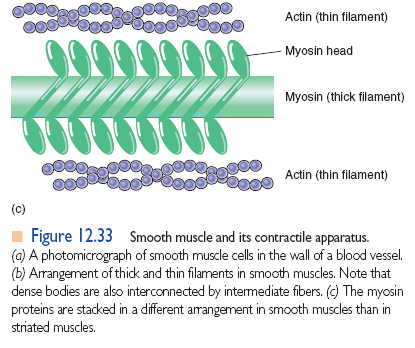 Actin (thin filament)
Myosin head
Myosin (thick filament)
Actin (thin filament)
(c)
Figure 12.33 Smooth muscle and its contractile apparatus.
(a) A photomicrograph of smooth muscle cells in the wall of a blood vessel.
(b) Arrangement of thick and thin filaments in smooth muscles. Note that
dense bodies are also interconnected by intermediate fibers. (c) The myosin
proteins are stacked in a different arrangement in smooth muscles than in
striated muscles.